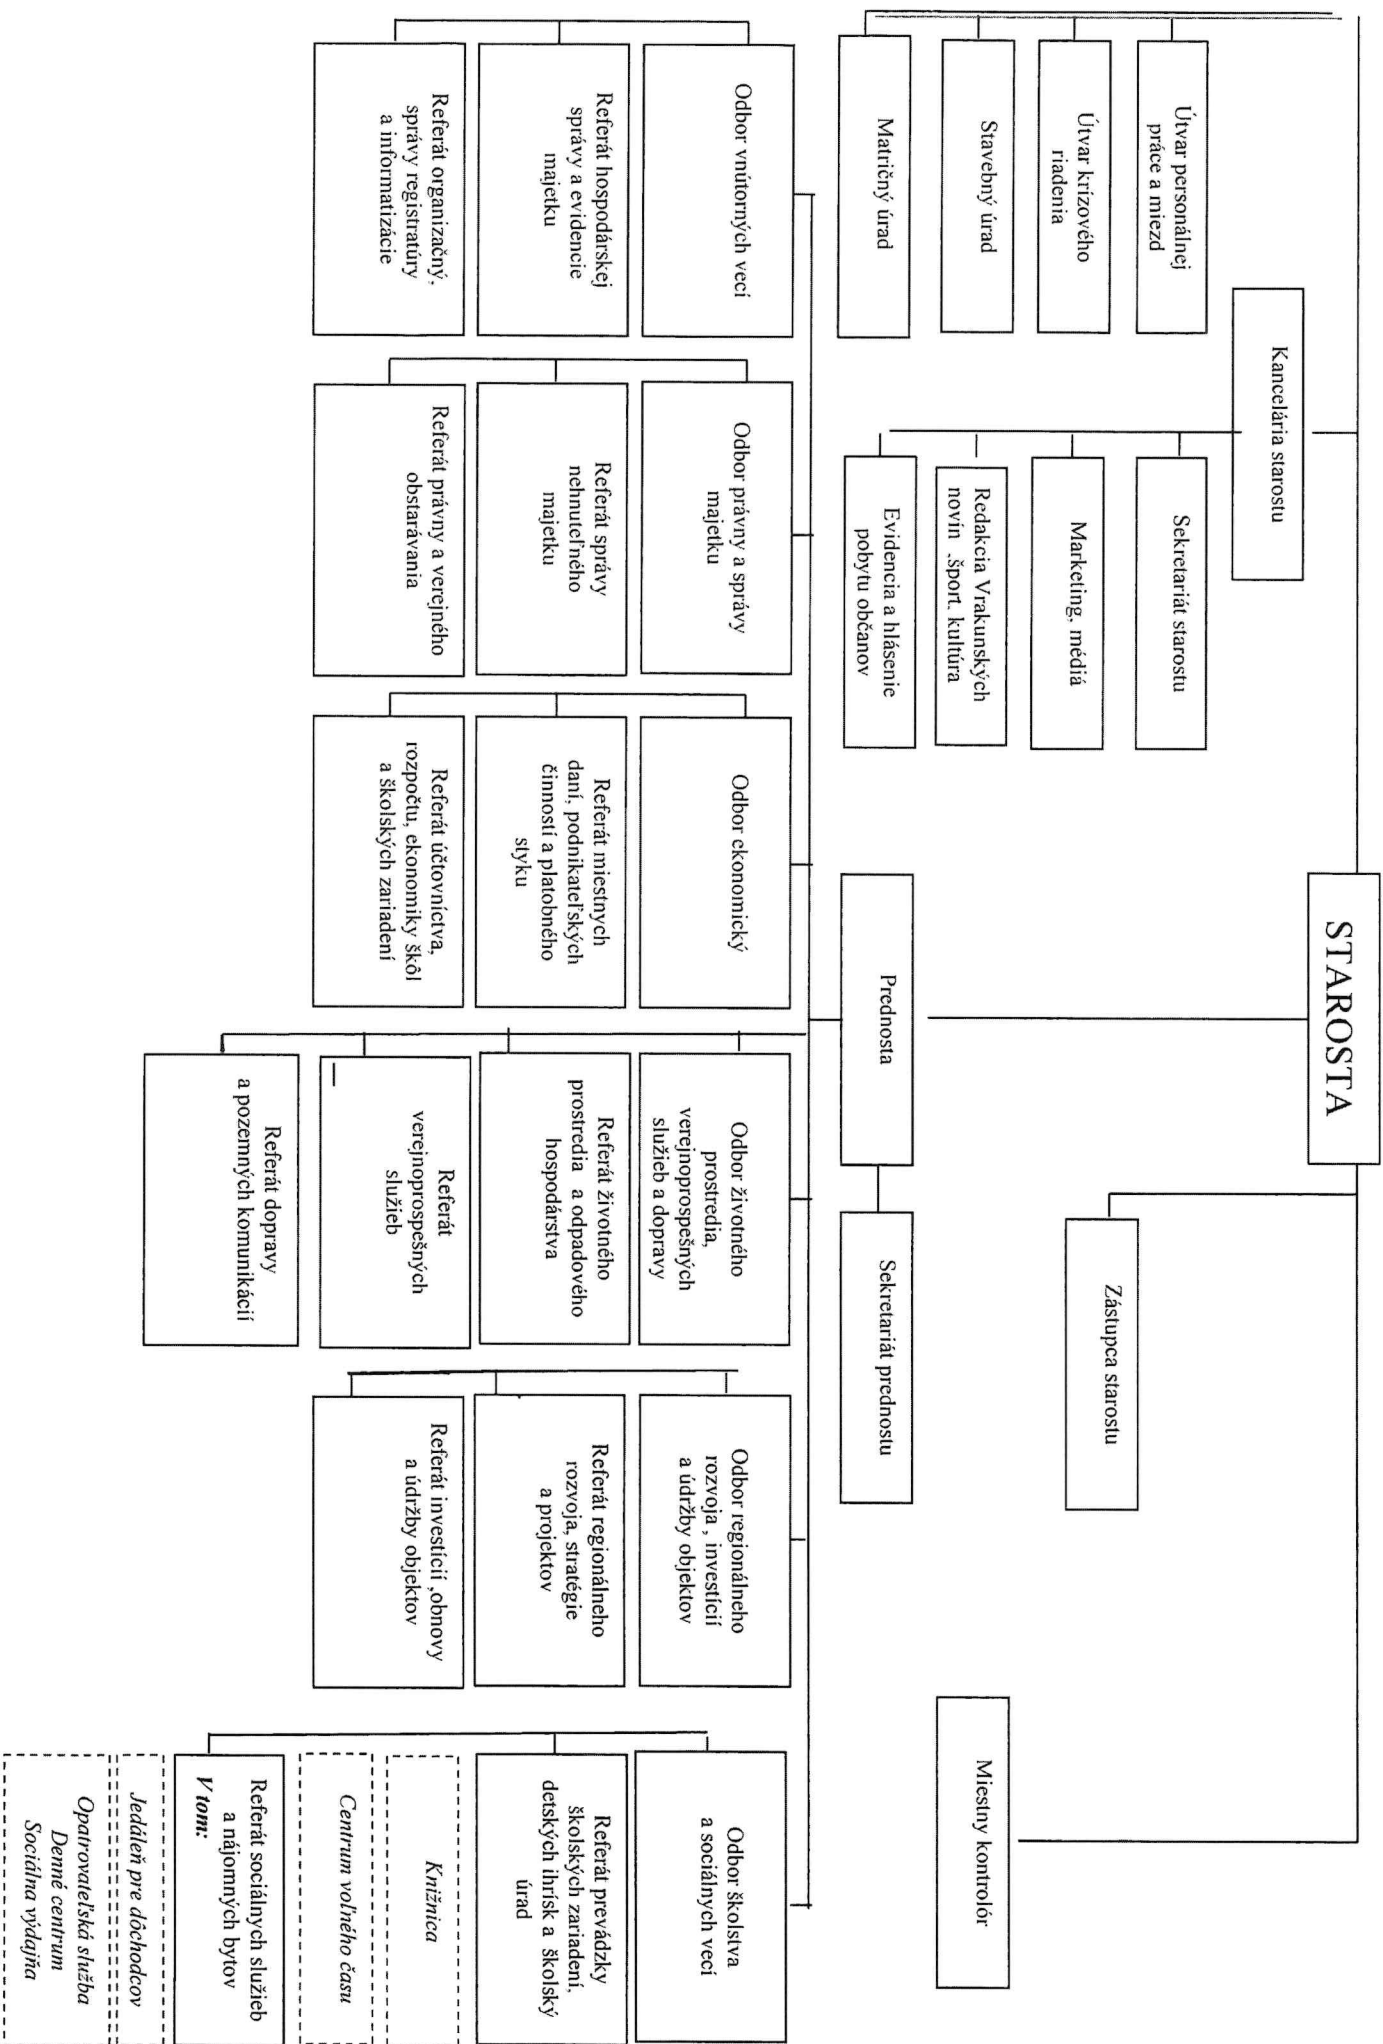 STAROSTA
Kancelária starostu
Zástupca starostu
Miestny kontrolór
Útvar personálnej
práce a miezd
Útvar krízového
riadenia
Stavebný úrad
Matričný úrad
Sekretariát starostu
Marketing, médiá
Redakcia Vrakunských
novín ,šport, kultúra
Evidencia a hlásenie
pobytu občanov
Prednosta
Sekretariát prednostu
Odbor vnútorných vecí
Referát hospodárskej
správy a evidencie
majetku
Referát organizačný,
správy registratúry
a informatizácie
Odbor právny a správy
majetku
Referát správy
nehnuteľného
majetku
Referát právny a verejného
obstarávania
Odbor ekonomický
Referát miestnych
daní, podnikateľských
činností a platobného
styku
Referát účtovníctva,
rozpočtu, ekonomiky škôl
a školských zariadení
Odbor životného
prostredia,
verejnoprospešných
služieb a dopravy
Referát životného
prostredia a odpadového
hospodárstva
Referát
verejnoprospešných
služieb
Referát dopravy
a pozemných komunikácií
Odbor regionálneho
rozvoja , investícií
a údržby objektov
Referát regionálneho
rozvoja, stratégie
a projektov
Referát investícií ,obnovy
a údržby objektov
Odbor školstva
a sociálnych vecí
Referát prevádzky
školských zariadení,
detských ihrísk a školský
úrad
Knižnica
Centrum voľného času
Referát sociálnych služieb
a nájomných bytov
V tom:
Jedáleň pre dôchodcov
Opatrovateľská služba
Denné centrum
Sociálna výdajňa